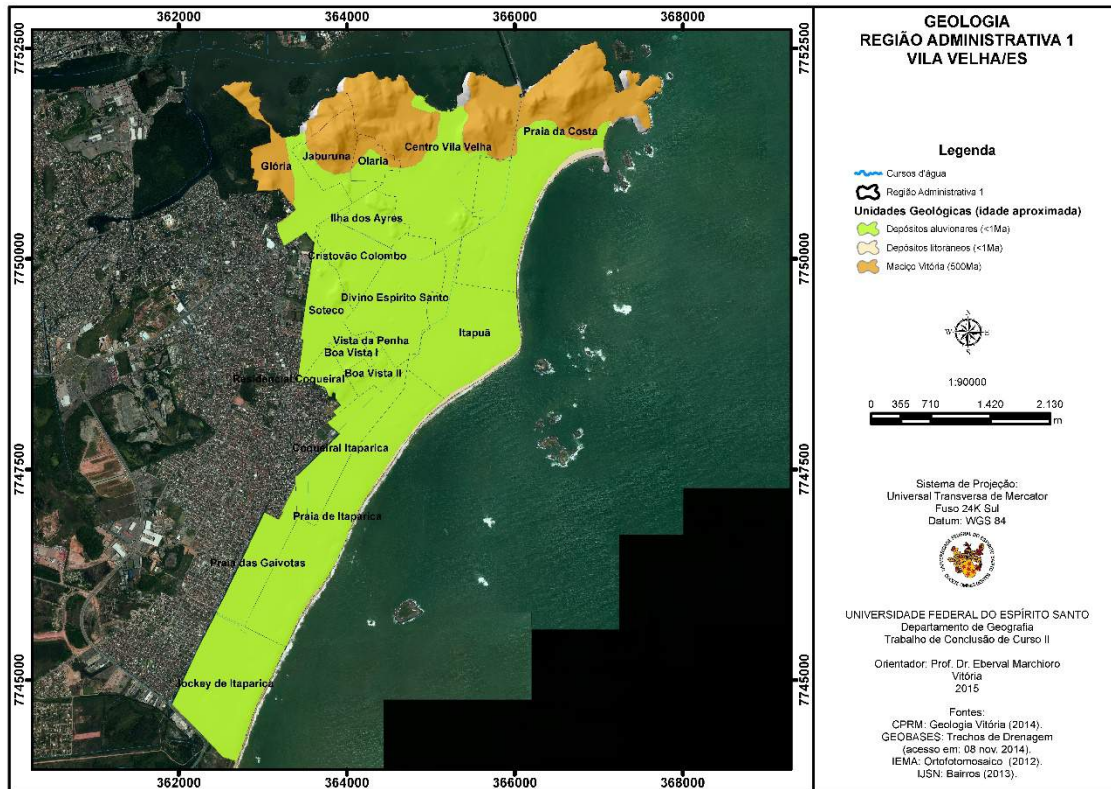 362000
364000
366000
368000
7752500
7750000
7747500
7745000
Glória
Jaburuna
Olaria
Centro Vila Velha
Praia da Costa
Ilha dos Ayres
Cristovão Colombo
Divino Espirito Santo
Soteco
Itapuã
Vista da Penha
Boa Vista I
Boa Vista II
Residencial Coqueiral
Coqueiral Itaparica
Praia de Itaparica
Praia das Gaivotas
Jockey de Itaparica
7752500
7750000
7747500
7745000
362000
364000
366000
368000
GEOLOGIA
REGIÃO ADMINISTRATIVA 1
VILA VELHA/ES
Legenda
Cursos d'água
Região Administrativa 1
Unidades Geológicas (idade aproximada)
Depósitos aluvionaros (<1Ma)
Depósitos litorâneos (<1Ma)
Maciço Vitória (500Ma)
N
W E
S
1:90000
0 355 710 1.420 2.130
m
Sistema de Projeção:
Universal Transversa de Mercator
Fuso 24K Sul
Datum: WGS 84
UNIVERSIDADE FEDERAL DO ESPÍRITO SANTO
Departamento de Geografia
Trabalho de Conclusão de Curso II
Orientador: Prof. Dr. Eberval Marchioro
Vitória
2015
Fontes:
CPRM: Geologia Vitória (2014).
GEOBASES: Trechos de Drenagem
(acesso em: 08 nov. 2014).
IEMA: Ortofotomosaico (2012).
IJSN: Bairros (2013).